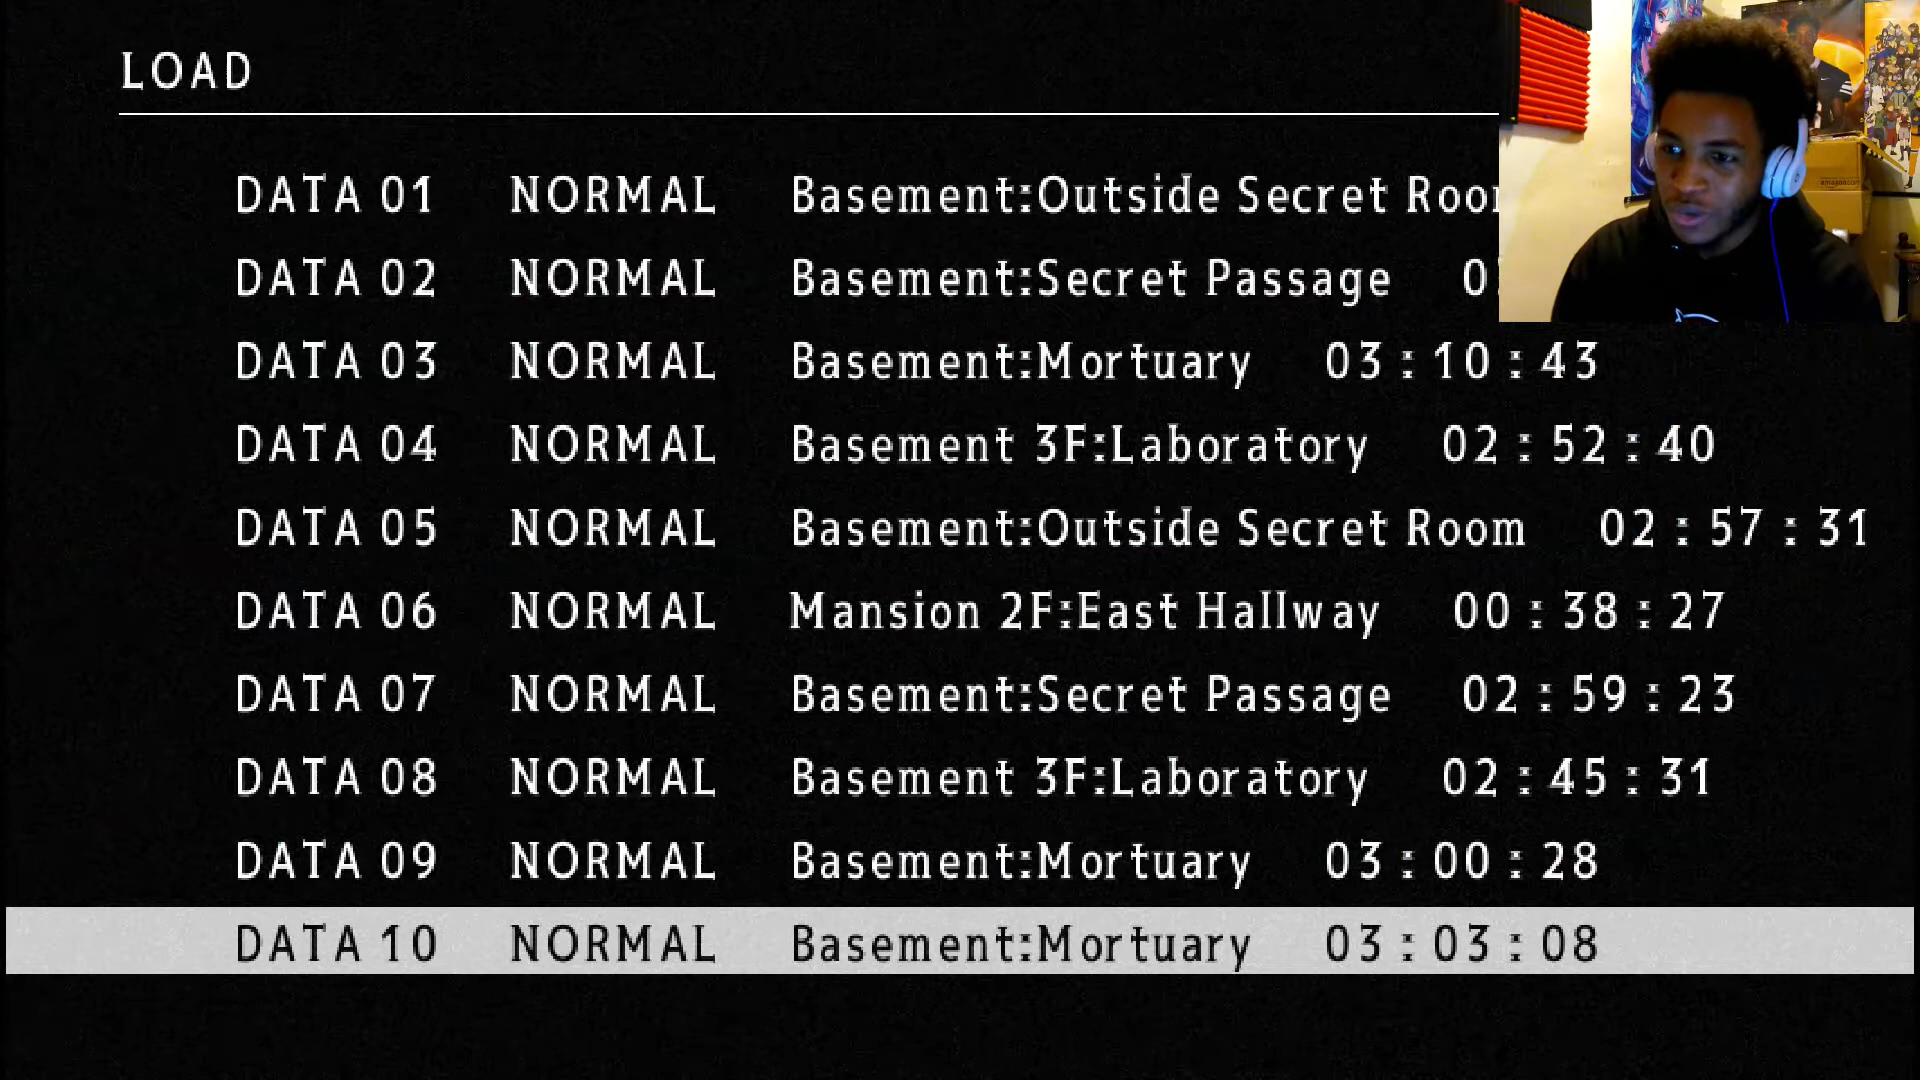 LOAD
DATA 01 NORMAL Basement:Outside Secret
DATA 02 NORMAL Basement:Secret Passage
DATA 03 NORMAL Basement:Mortuary 03:10:43
DATA 04 NORMAL Basement 3F:Laboratory 02:52:40
DATA 05 NORMAL Basement:Outside Secret Room 02:57:31
DATA 06 NORMAL Mansion 2F:East Hallway 00:38:27
DATA 07 NORMAL Basement:Secret Passage 02:59:23
DATA 08 NORMAL Basement 3F:Laboratory 02:45:31
DATA 09 NORMAL Basement:Mortuary 03:00:28
DATA 10 NORMAL Basement:Mortuary 03:03:08